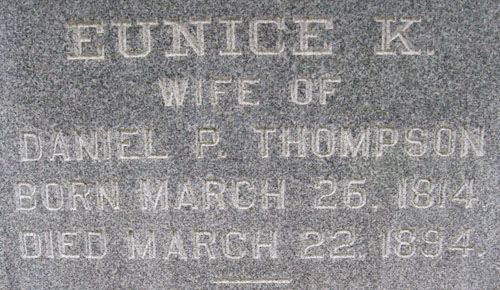 EUNICE K.
WIFE OF
DANIEL P. THOMPSON
BORN MARCH 26, 1814.
DIED MARCH 22, 1894.